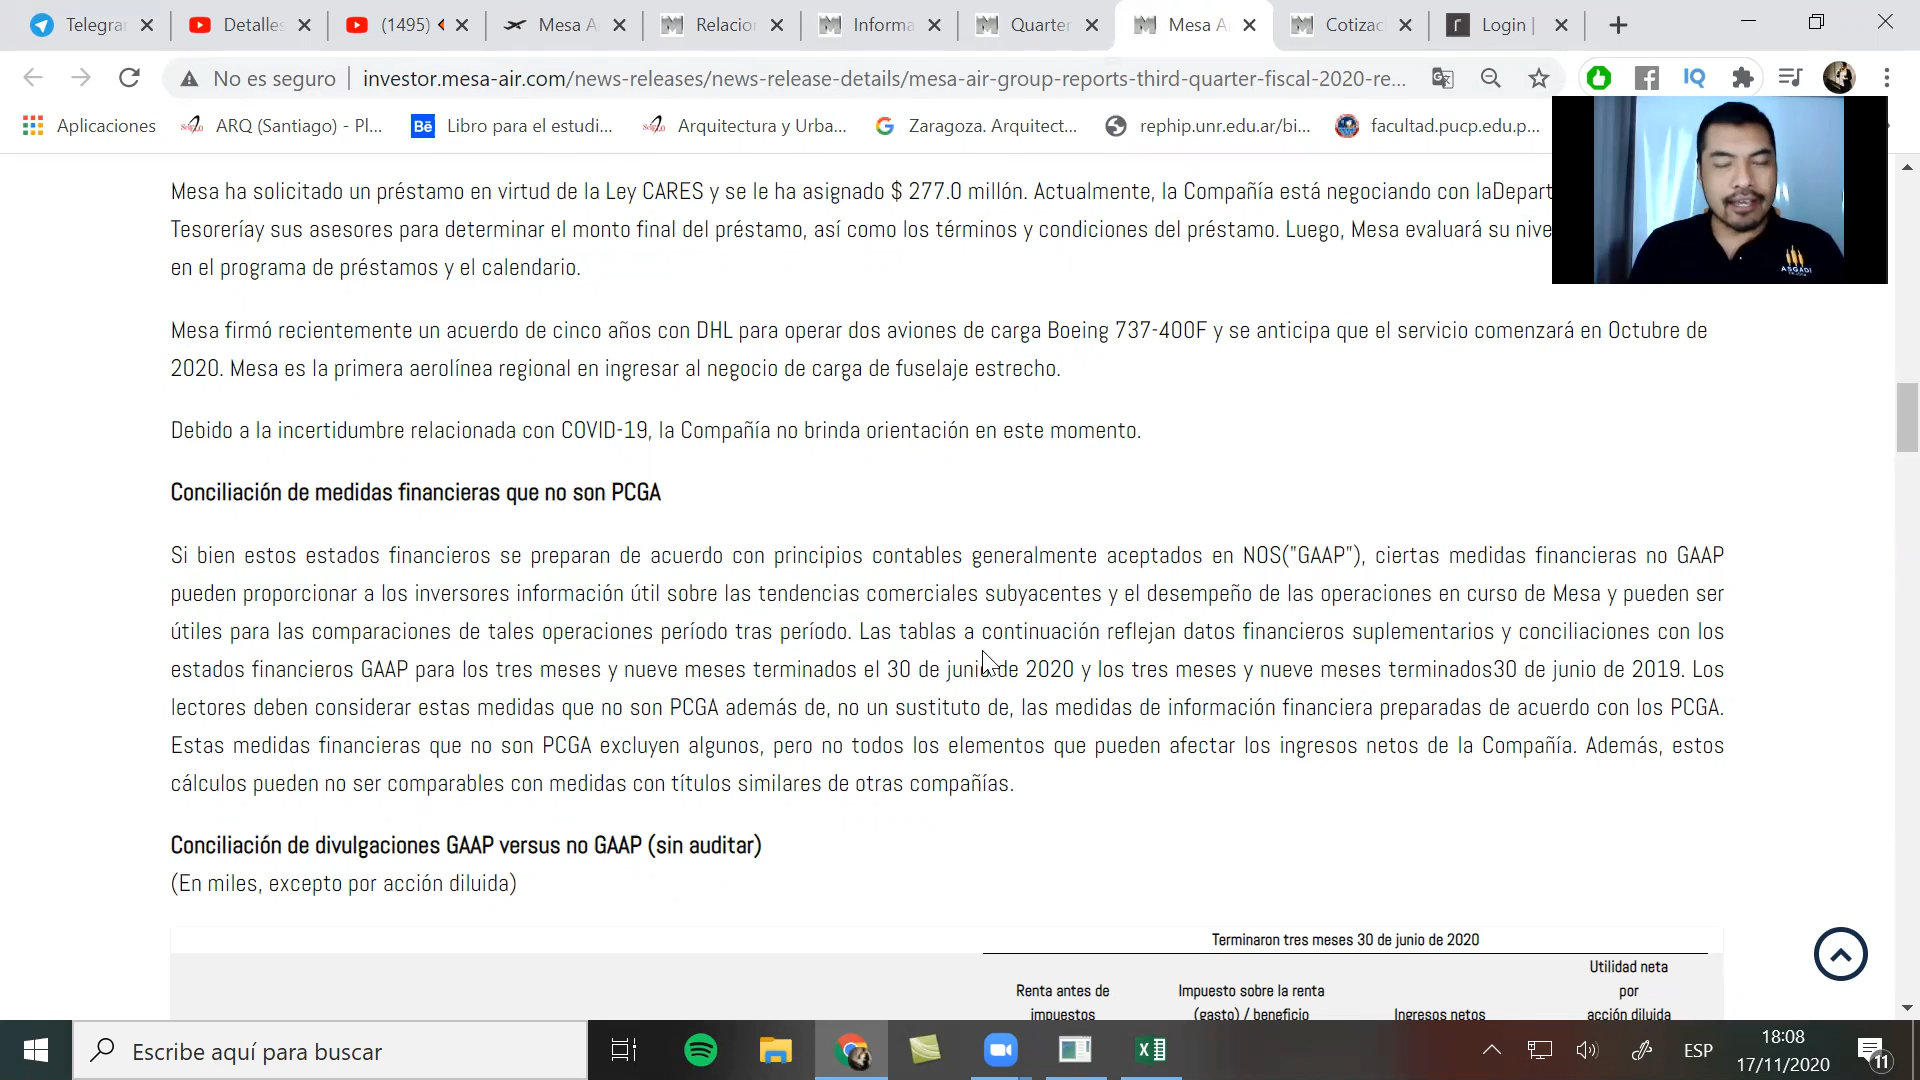 Telegrar
Detalles
(1495)
Mesa A
Relacior
Informa
Quarter
Mesa A
Cotizac
Login |
No es seguro
investor.mesa-air.com/news-releases/news-release-details/mesa-air-group-reports-third-quarter-fiscal-2020-re...
IQ
Aplicaciones
ARQ (Santiago) - Pl...
Bē
Libro para el estudi...
Arquitectura y Urba...
Zaragoza. Arquitect...
rephip.unr.edu.ar/bi...
facultad.pucp.edu.p...
Mesa ha solicitado un préstamo en virtud de la Ley CARES y se le ha asignado $ 277.0 millón. Actualmente, la Compañía está negociando con laDepart
Tesoreríay sus asesores para determinar el monto final del préstamo, así como los términos y condiciones del préstamo. Luego, Mesa evaluará su nive
en el programa de préstamos y el calendario.
ASGADI
Mesa firmó recientemente un acuerdo de cinco años con DHL para operar dos aviones de carga Boeing 737-400F y se anticipa que el servicio comenzará en Octubre de
2020. Mesa es la primera aerolínea regional en ingresar al negocio de carga de fuselaje estrecho.
Debido a la incertidumbre relacionada con COVID-19, la Compañía no brinda orientación en este momento.
Conciliación de medidas financieras que no son PCGA
Si bien estos estados financieros se preparan de acuerdo con principios contables generalmente aceptados en NOS("GAAP"), ciertas medidas financieras no GAAP
pueden proporcionar a los inversores información útil sobre las tendencias comerciales subyacentes y el desempeño de las operaciones en curso de Mesa y pueden ser
útiles para las comparaciones de tales operaciones período tras período. Las tablas a continuación reflejan datos financieros suplementarios y conciliaciones con los
estados financieros GAAP para los tres meses y nueve meses terminados el 30 de junio de 2020 y los tres meses y nueve meses terminados30 de junio de 2019. Los
lectores deben considerar estas medidas que no son PCGA además de, no un sustituto de, las medidas de información financiera preparadas de acuerdo con los PCGA.
Estas medidas financieras que no son PCGA excluyen algunos, pero no todos los elementos que pueden afectar los ingresos netos de la Compañía. Además, estos
cálculos pueden no ser comparables con medidas con títulos similares de otras compañías.
Conciliación de divulgaciones GAAP versus no GAAP (sin auditar)
(En miles, excepto por acción diluida)
Terminaron tres meses 30 de junio de 2020
Renta antes de
impuestos
Impuesto sobre la renta
(gasto) / beneficio
Ingresos netos
Utilidad neta
por
acción diluida
Escribe aquí para buscar
ESP
18:08
17/11/2020
11